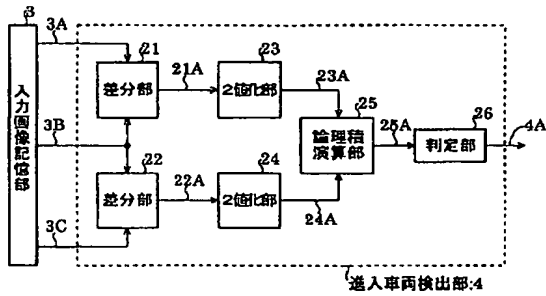 3
3A
入力画像記憶部
3B
3C
21
差分部
21A
23
2値化部
23A
25
論理積
演算部
25A
26
判定部
4A
22
差分部
22A
24
2値化部
24A
進入車両検出部:4